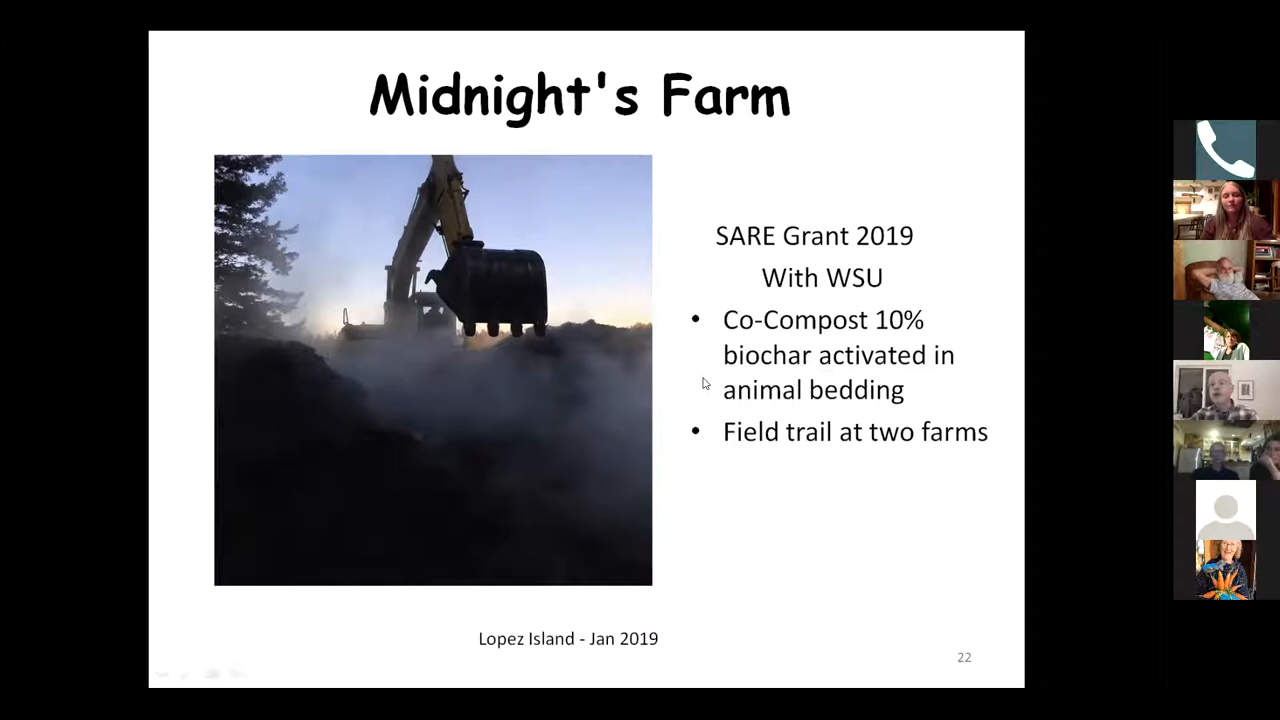 Midnight's Farm
SARE Grant 2019
With WSU
• Co-Compost 10%
biochar activated in
animal bedding
• Field trail at two farms
Lopez Island - Jan 2019
22